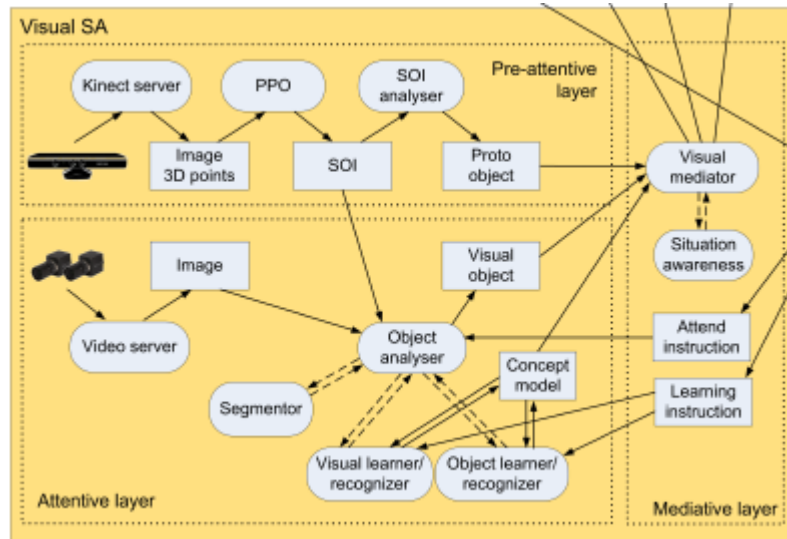 Visual SA
Kinect server
PPO
SOI
analyser
Pre-attentive
layer
Image
3D points
SOI
Proto
object
Visual
mediator
Situation
awareness
Image
Visual
object
Video server
Object
analyser
Attend
instruction
Concept
model
Segmentor
Learning
instruction
Visual learner/
recognizer
Object learner/
recognizer
Attentive layer
Mediative layer